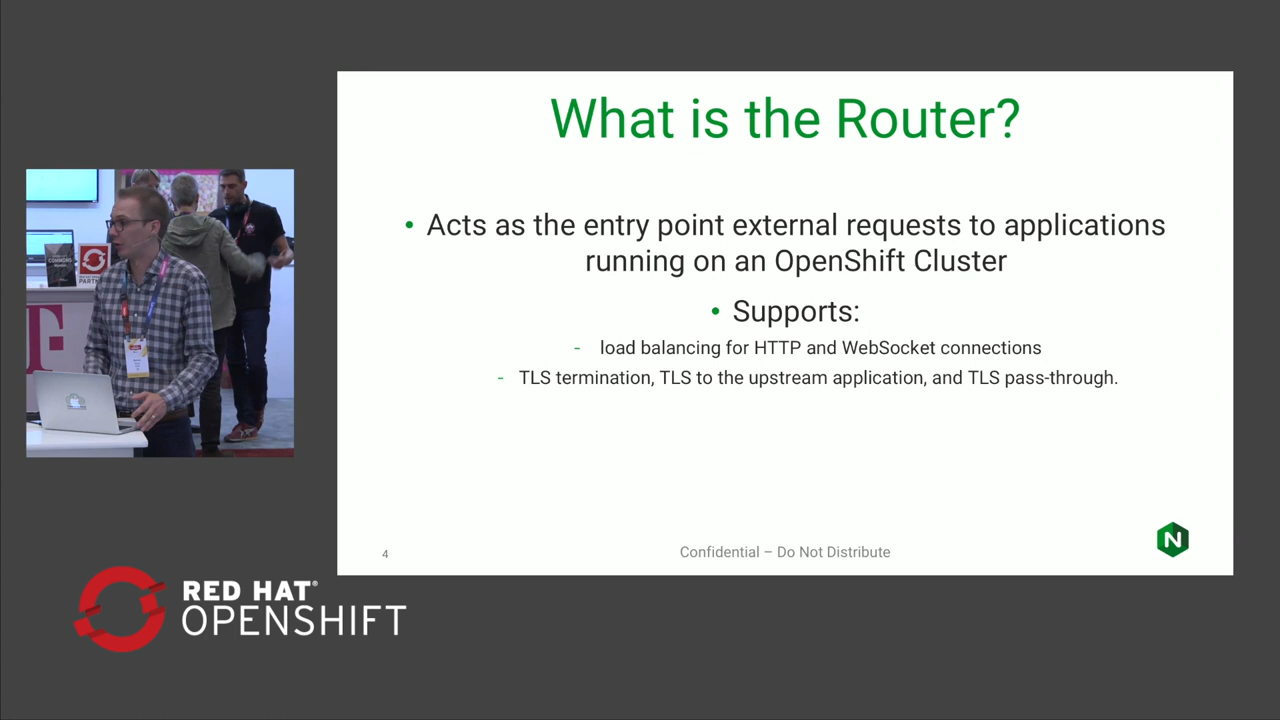 What is the Router?
• Acts as the entry point external requests to applications
running on an OpenShift Cluster
• Supports:
- load balancing for HTTP and WebSocket connections
- TLS termination, TLS to the upstream application, and TLS pass-through.
4
Confidential – Do Not Distribute
N
COMMONS
PART
T
RED HAT®
OPENSHIFT